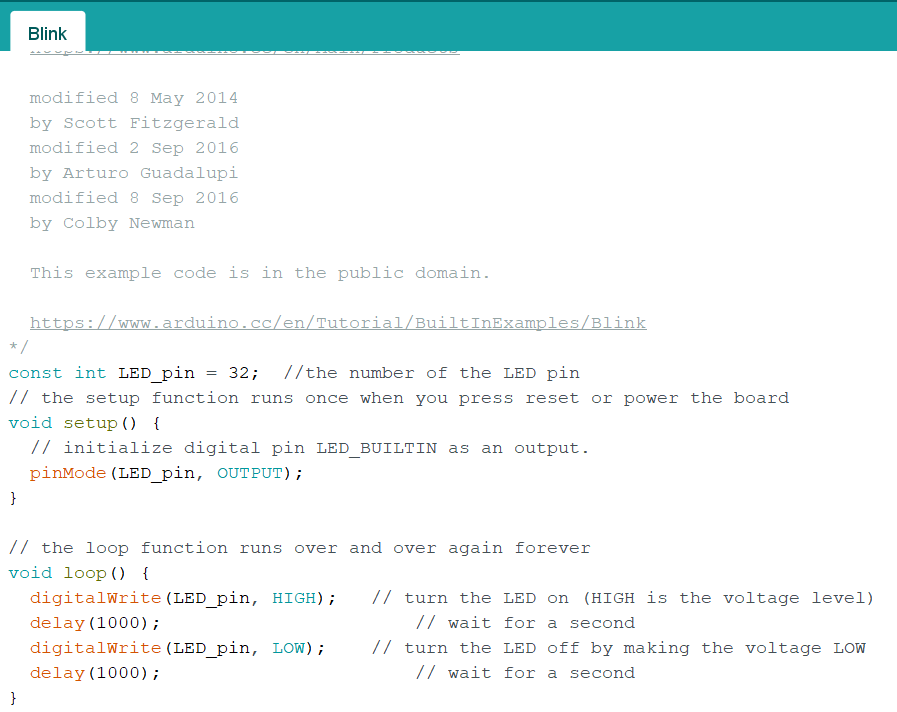 Blink
modified 8 May 2014
by Scott Fitzgerald
modified 2 Sep 2016
by Arturo Guadalupi
modified 8 Sep 2016
by Colby Newman
This example code is in the public domain.
https://www.arduino.cc/en/Tutorial/BuiltInExamples/Blink
*/
const int LED_pin = 32;  //the number of the LED pin
// the setup function runs once when you press reset or power the board
void setup() {
  // initialize digital pin LED_BUILTIN as an output.
  pinMode(LED_pin, OUTPUT);
}
// the loop function runs over and over again forever
void loop() {
  digitalWrite(LED_pin, HIGH);   // turn the LED on (HIGH is the voltage level)
  delay(1000);                       // wait for a second
  digitalWrite(LED_pin, LOW);    // turn the LED off by making the voltage LOW
  delay(1000);                       // wait for a second
}